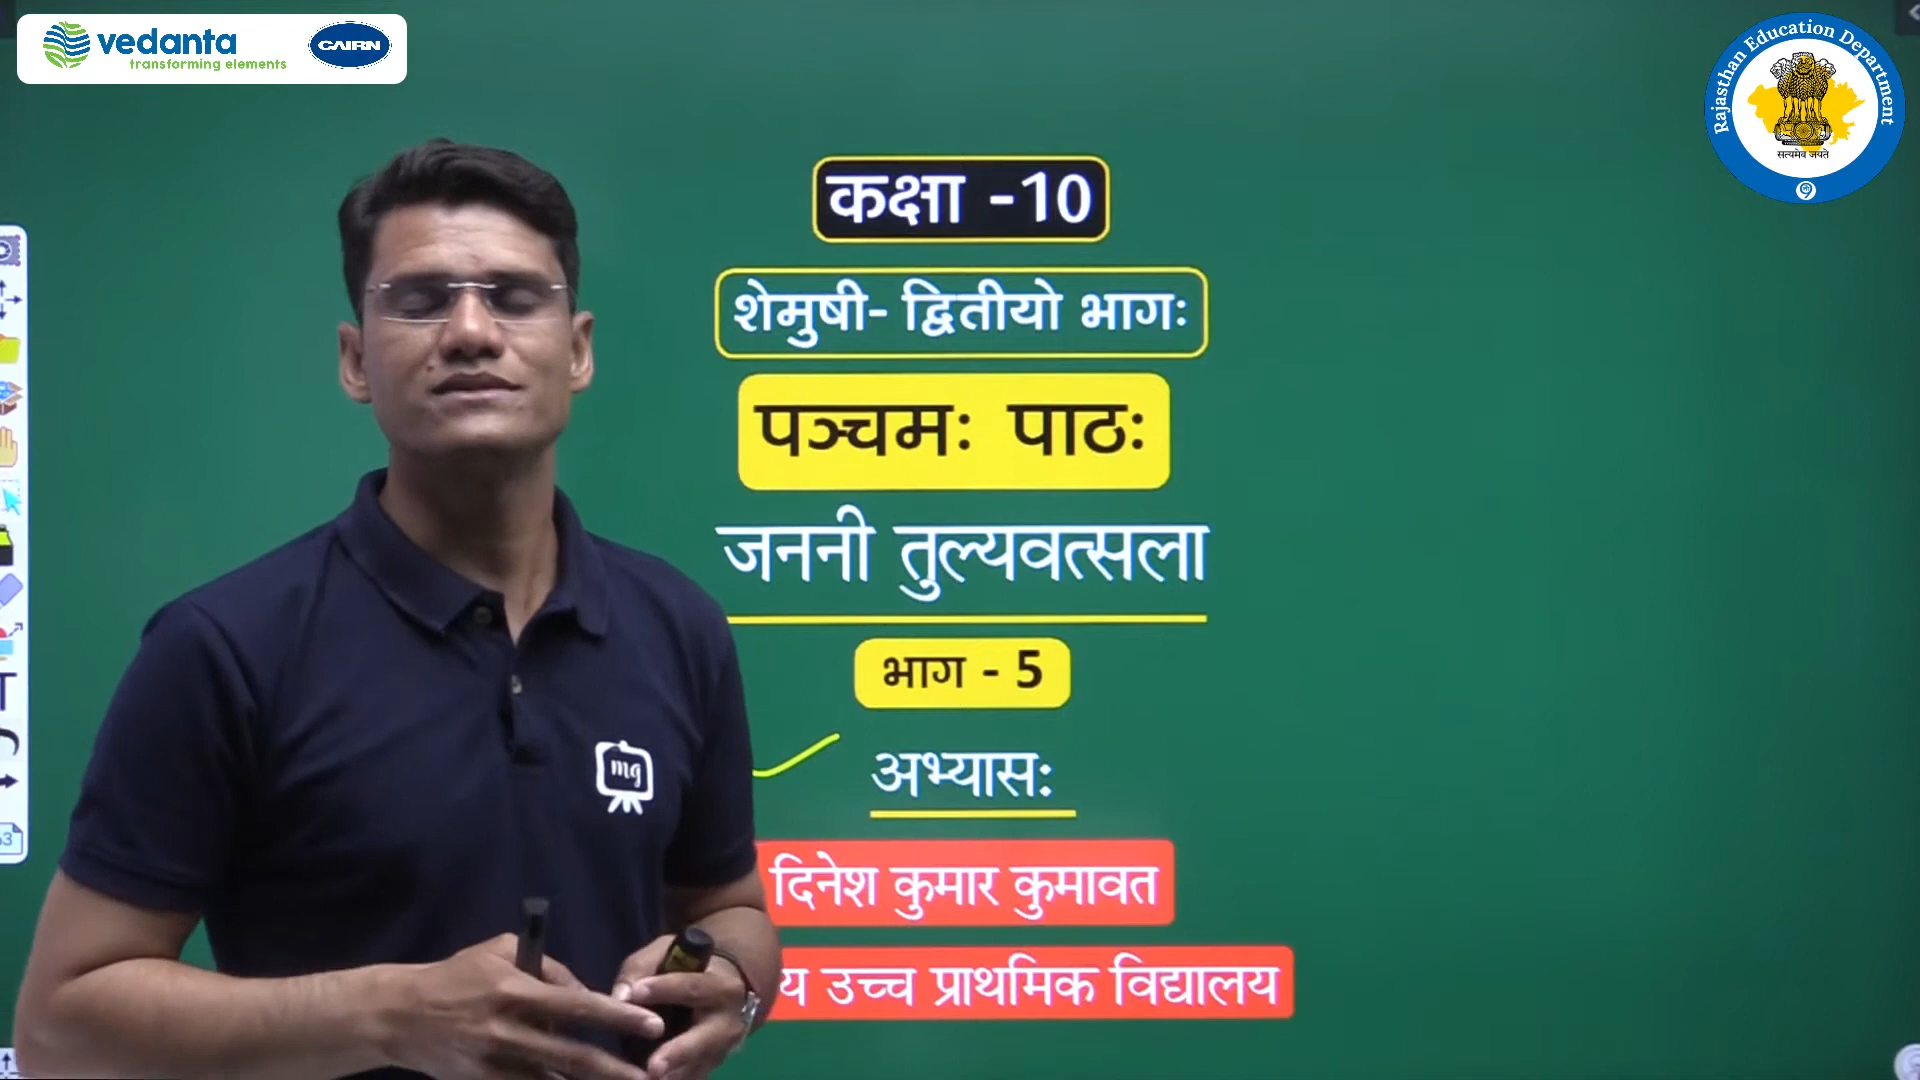 vedanta
transforming elements
CAIRN
Rajasthan Education Department
सत्यमेव जयते
कक्षा -10
शेमुषी- द्वितीयो भागः
पञ्चमः पाठः
जननी तुल्यवत्सला
भाग - 5
अभ्यासः
mg
दिनेश कुमार कुमावत
उच्च प्राथमिक विद्यालय